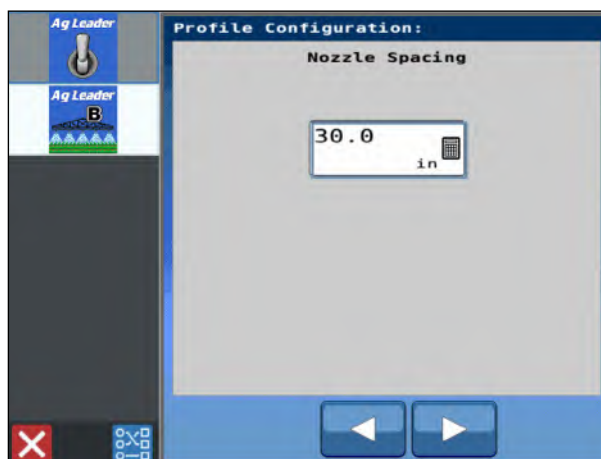 Ag Leader
Ag Leader
B
Profile Configuration:
Nozzle Spacing
30.0
in